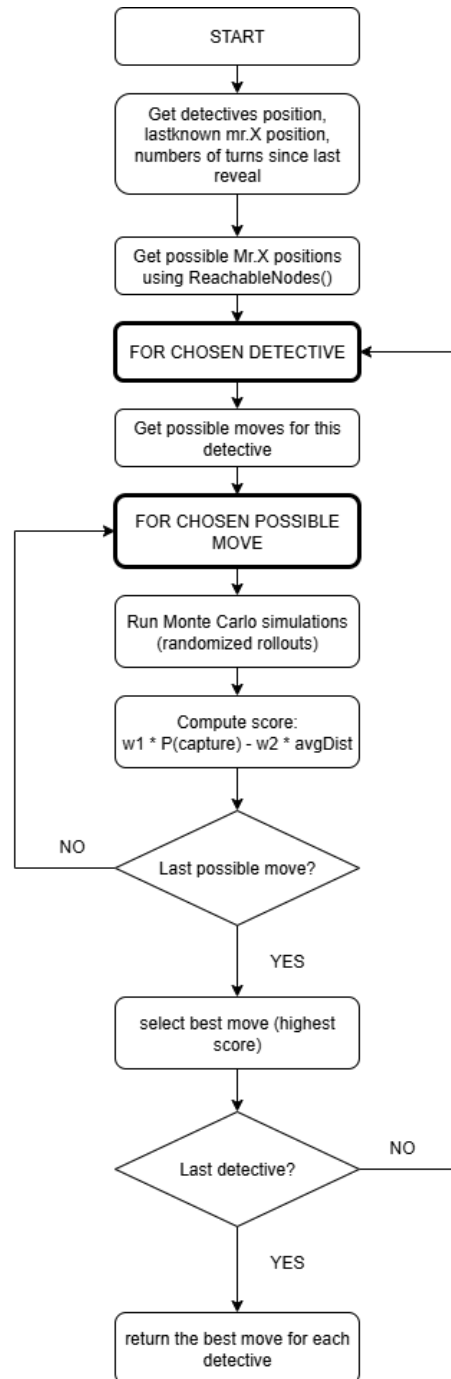 START
Get detectives position,
lastknown mr.X position,
numbers of turns since last
reveal
Get possible Mr.X positions
using ReachableNodes()
FOR CHOSEN DETECTIVE
Get possible moves for this
detective
FOR CHOSEN POSSIBLE
MOVE
Run Monte Carlo simulations
(randomized rollouts)
Compute score:
w1 * P(capture) - w2 * avgDist
NO
Last possible move?
YES
select best move (highest
score)
Last detective?
NO
YES
return the best move for each
detective